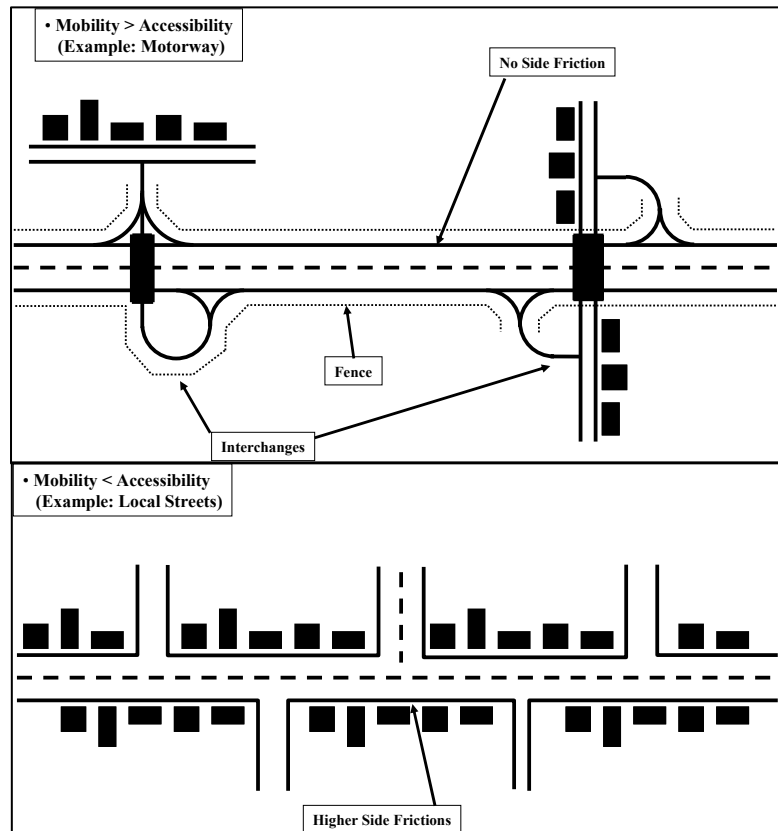 • Mobility > Accessibility
(Example: Motorway)
No Side Friction
Fence
Interchanges
• Mobility < Accessibility
(Example: Local Streets)
Higher Side Frictions